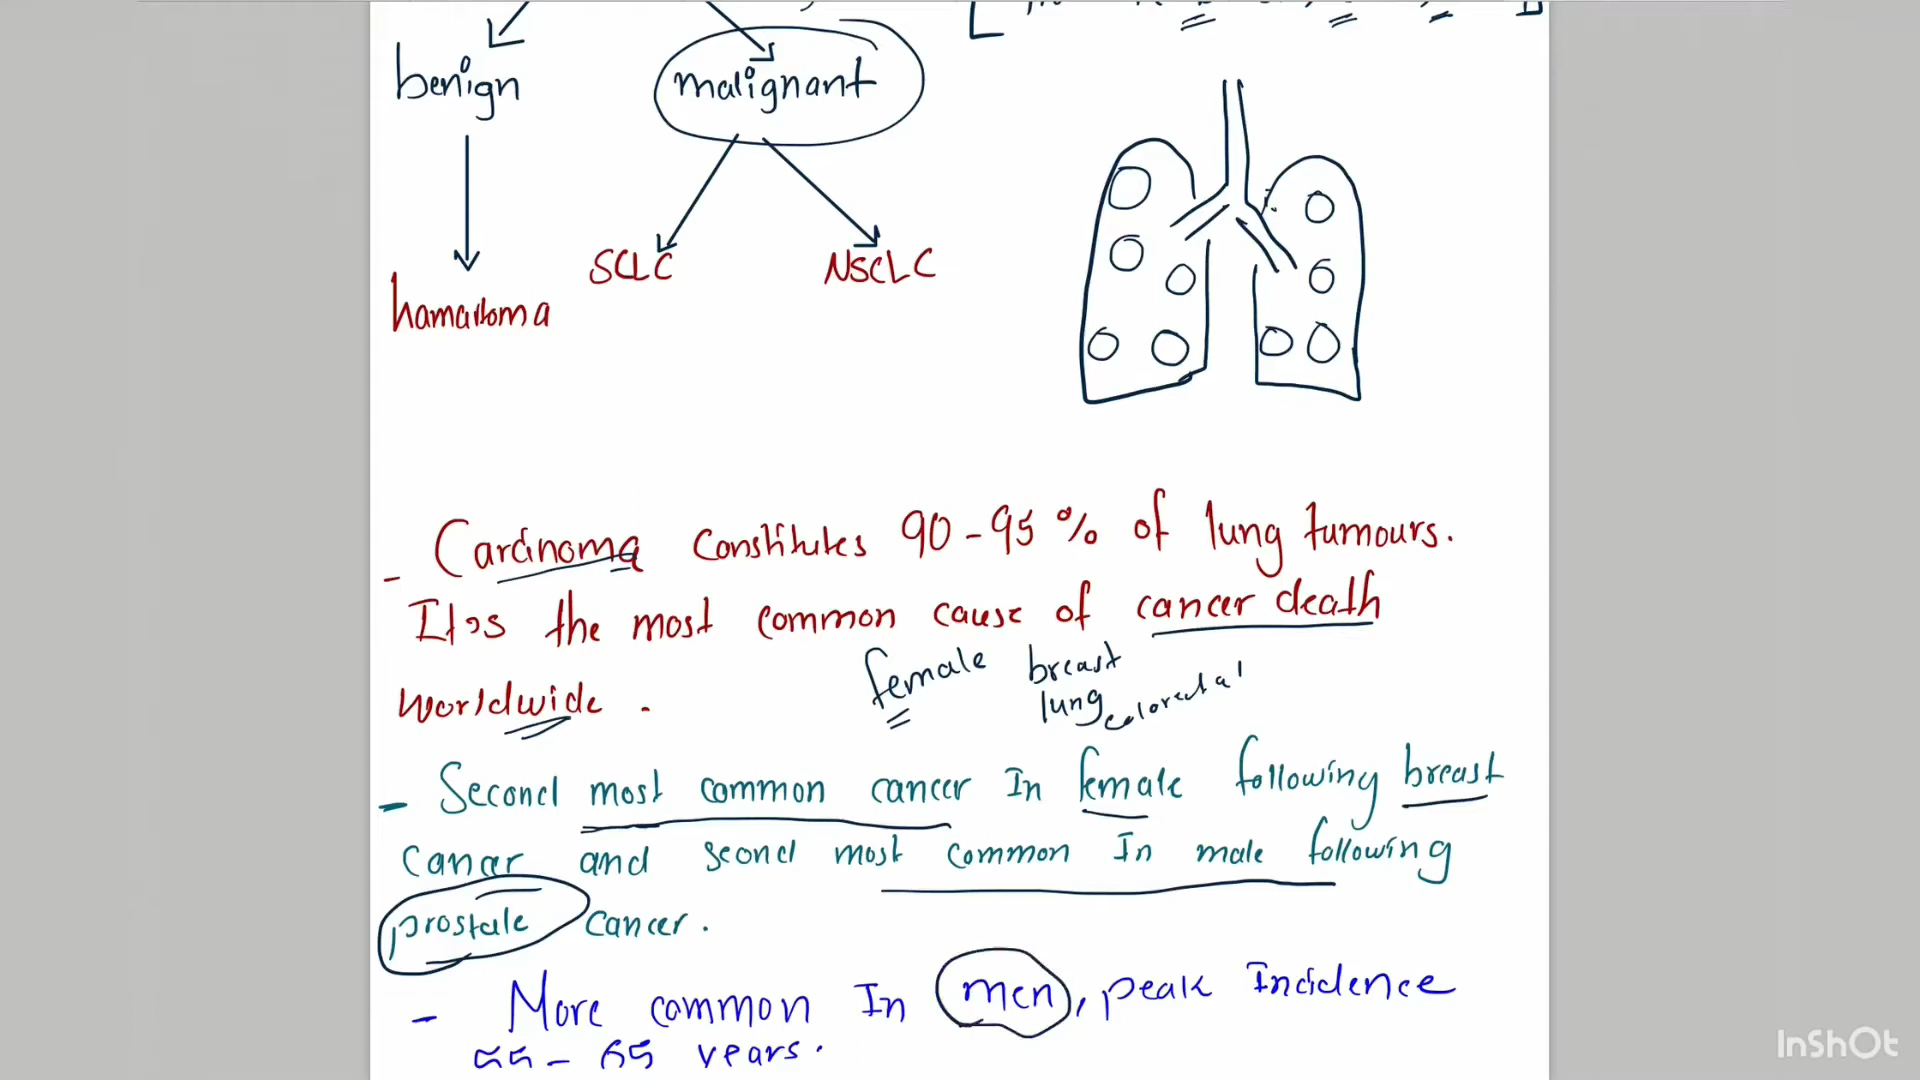 benign
malignant
SCLC
NSCLC
hamartoma
- Carcinoma constitutes 90-95% of lung tumours.
It is the most common cause of cancer death
worldwide.
female breast
lung colorectal
- Second most common cancer In female following breast
cancer and second most common In male following
prostate cancer.
- More common In men, peak Incidence
55-65 years.
InShOt